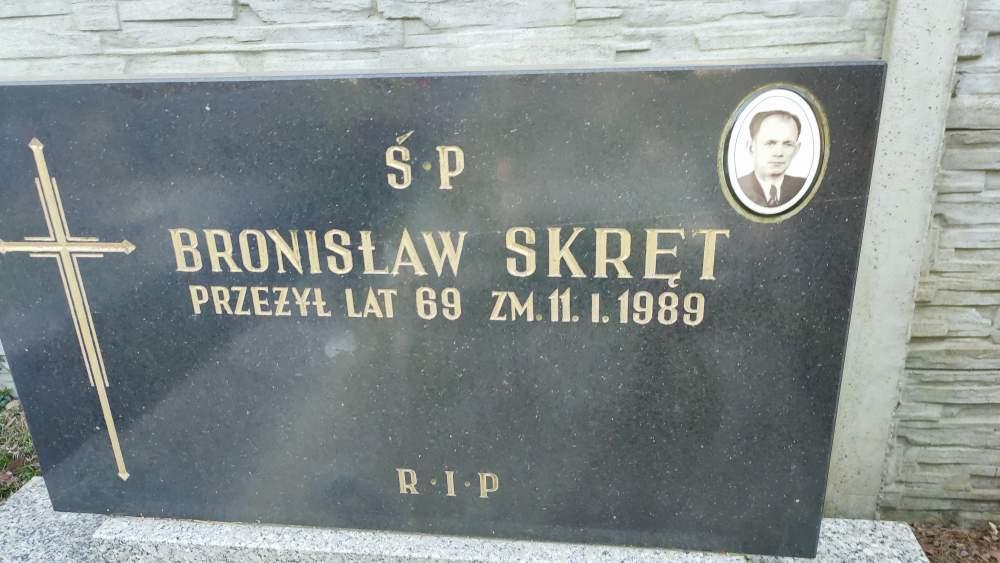 Ś·P
BRONISŁAW SKRĘT
PRZEŻYŁ LAT 69 ZM. 11. I. 1989
R·I·P